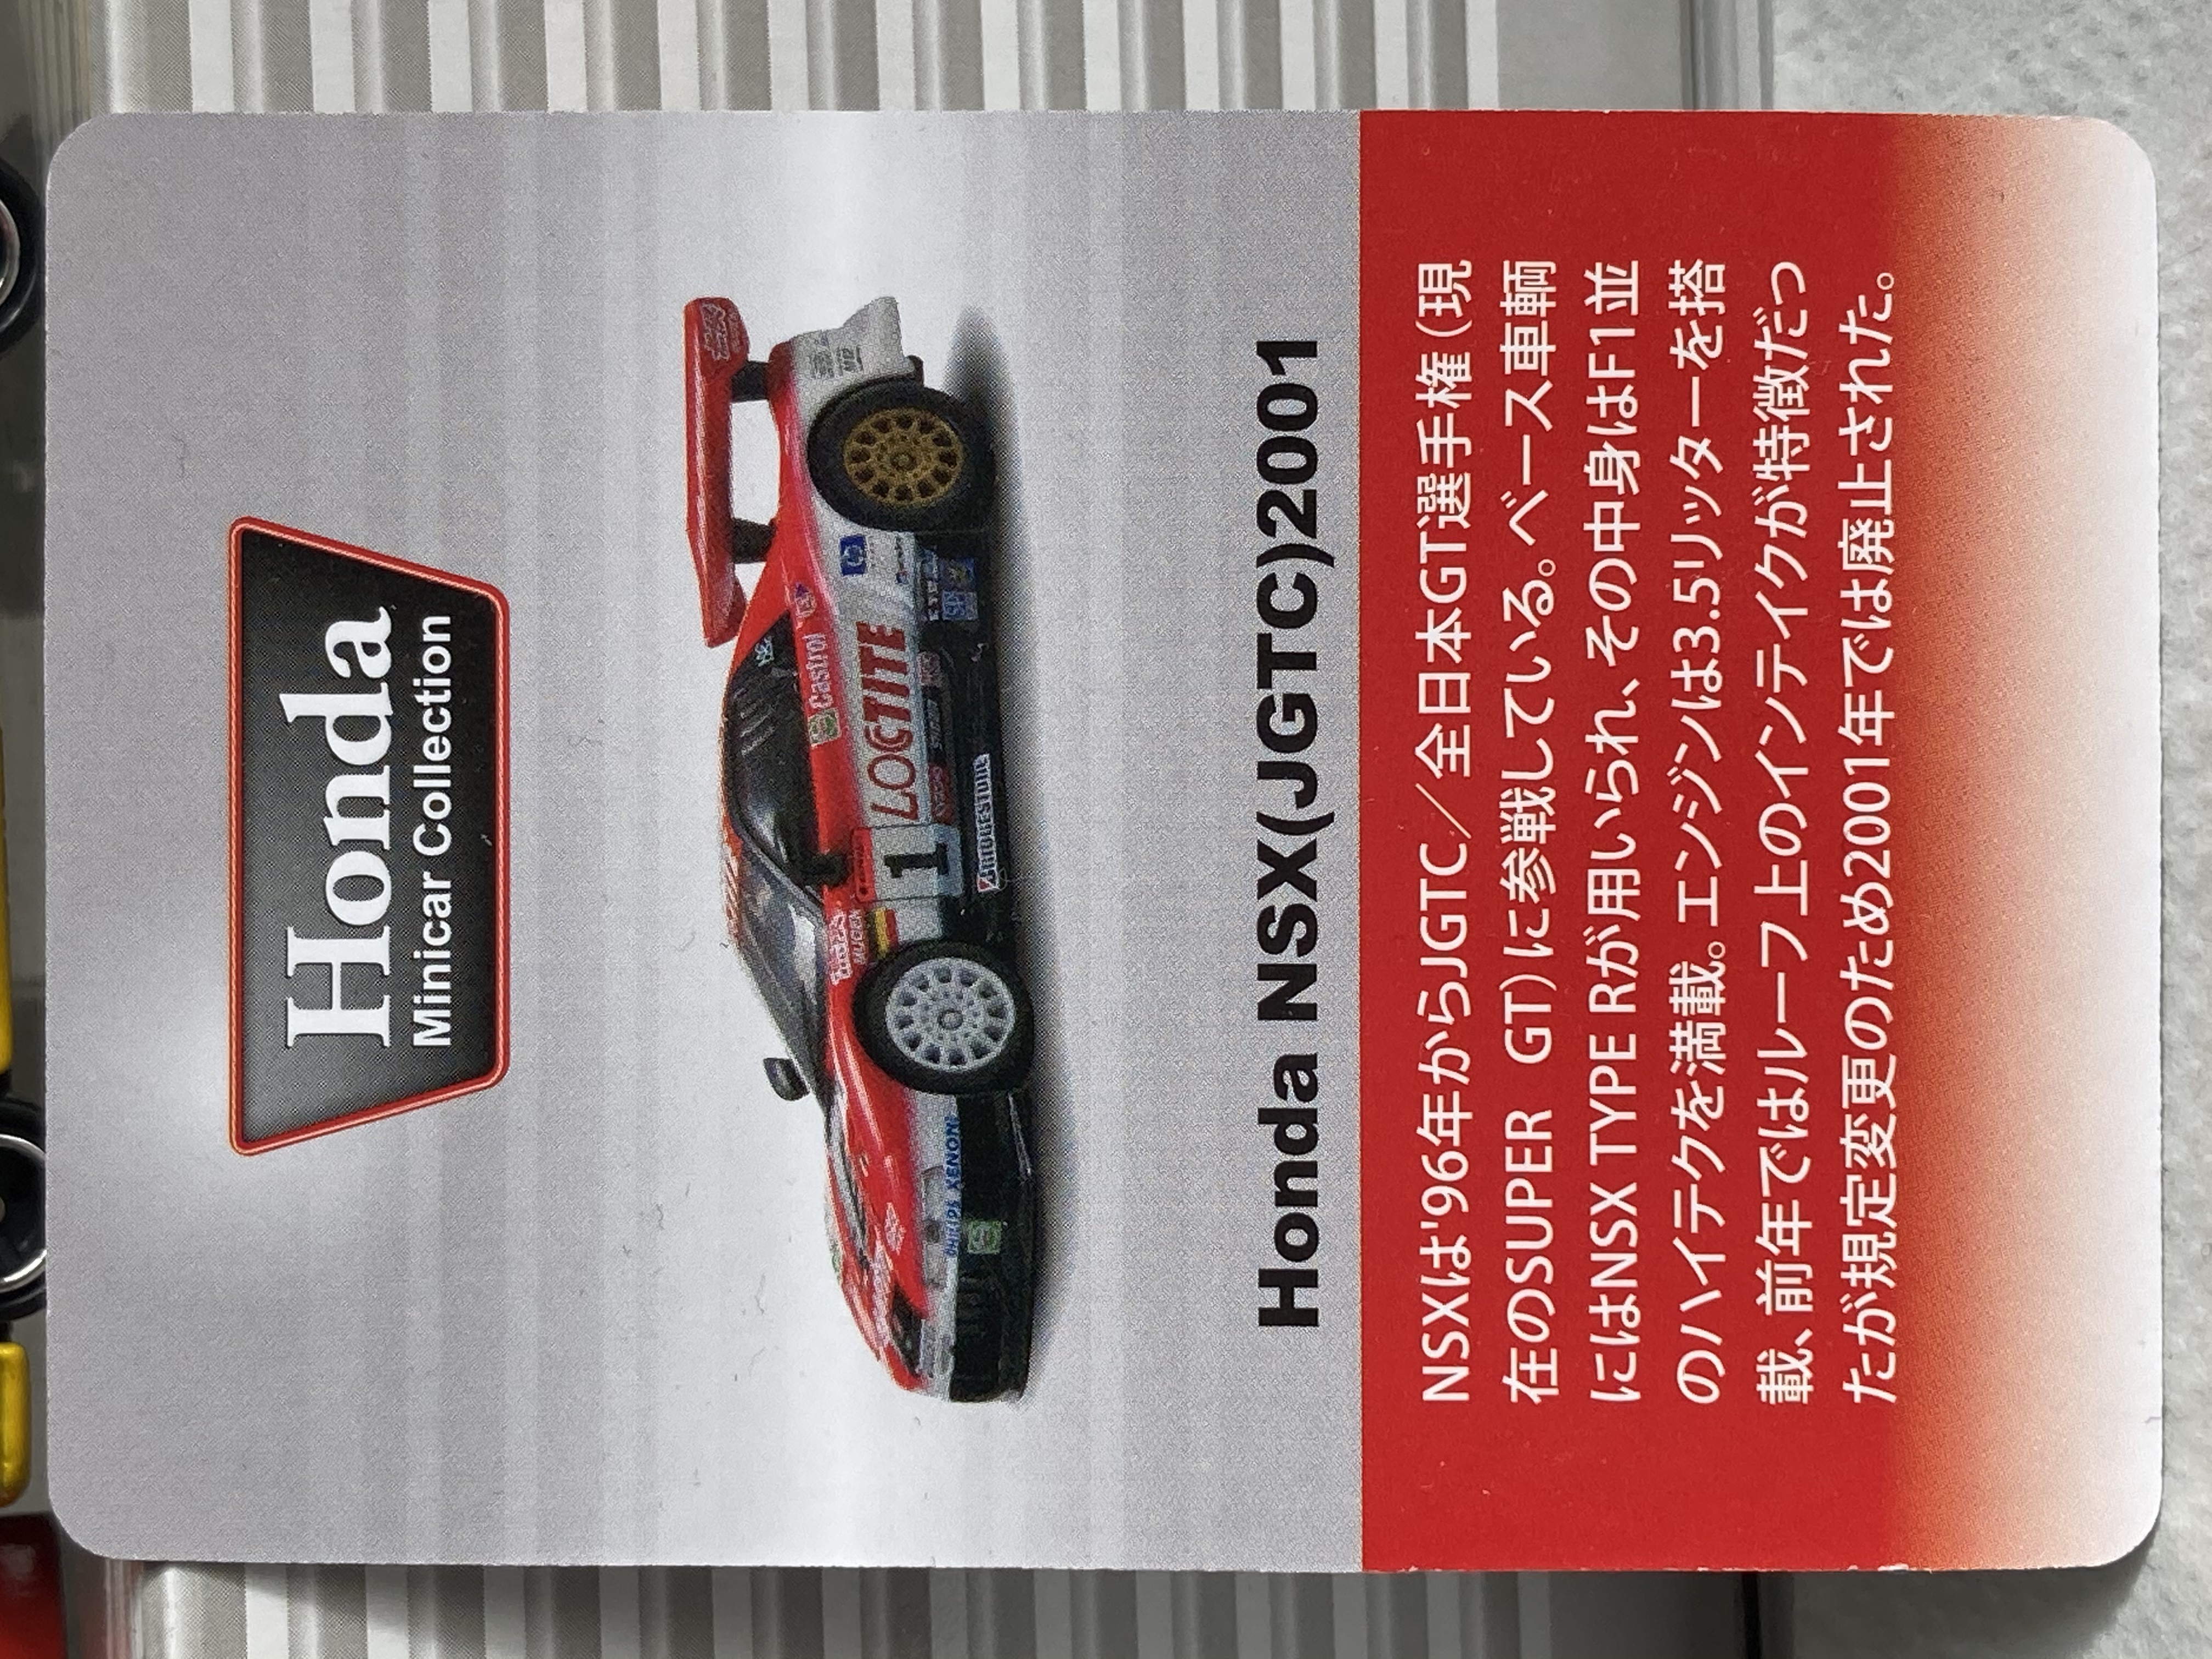 Honda
Minicar Collection
Castrol
MUGEN
1
LOCTITE
PHILIPS XENON
BRIDGESTONE
Honda NSX(JGTC)2001
NSXは'96年からJGTC／全日本GT選手権（現
在のSUPER GT）に参戦している。ベース車輌
にはNSX TYPE Rが用いられ、その中身はF1並
のハイテクを満載。エンジンは3.5リッターを搭
載、前年ではルーフ上のインテイクが特徴だっ
たが規定変更のため2001年では廃止された。